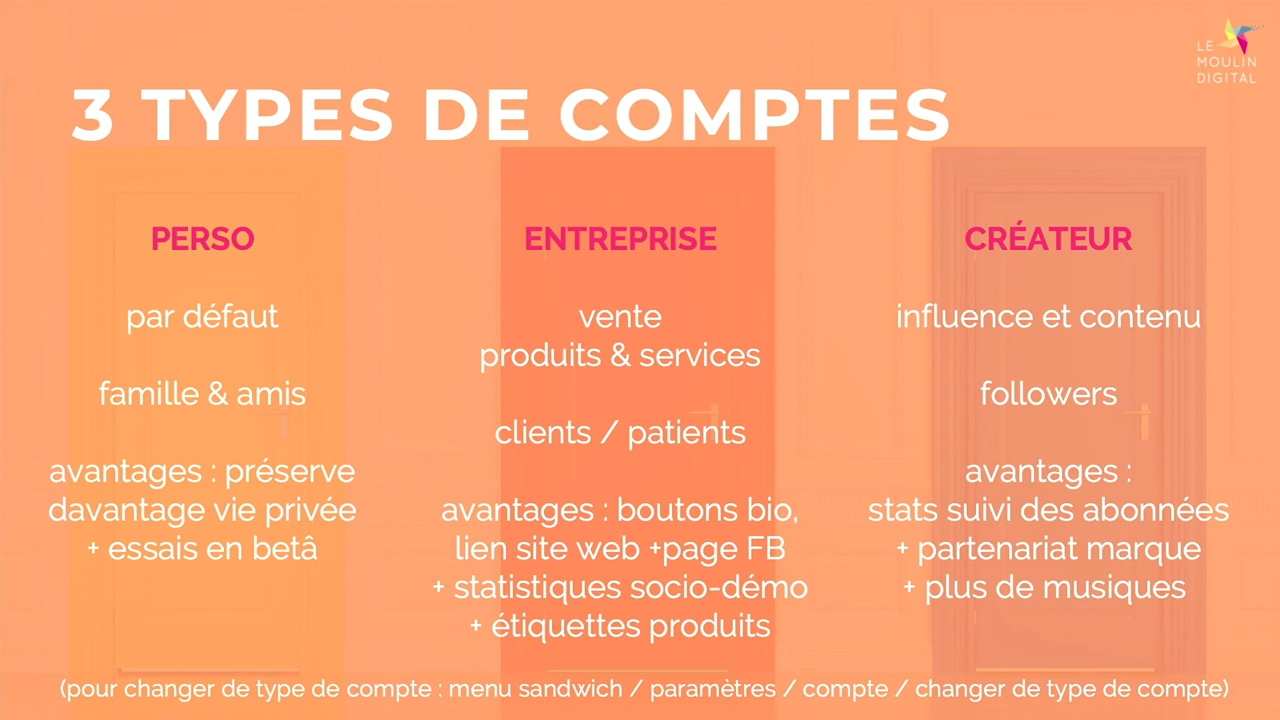 LE
MOULIN
DIGITAL
3 TYPES DE COMPTES
PERSO
par défaut
famille & amis
avantages : préserve
davantage vie privée
+ essais en betâ
ENTREPRISE
vente
produits & services
clients / patients
avantages : boutons bio,
lien site web +page FB
+ statistiques socio-démo
+ étiquettes produits
CRÉATEUR
influence et contenu
followers
avantages :
stats suivi des abonnées
+ partenariat marque
+ plus de musiques
(pour changer de type de compte : menu sandwich / paramètres / compte / changer de type de compte)